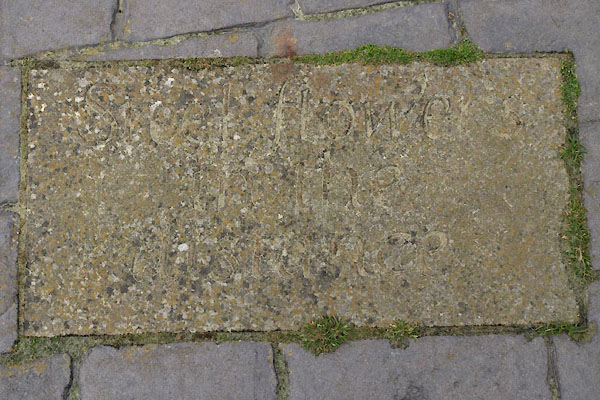 Steel flowers
in the
distance